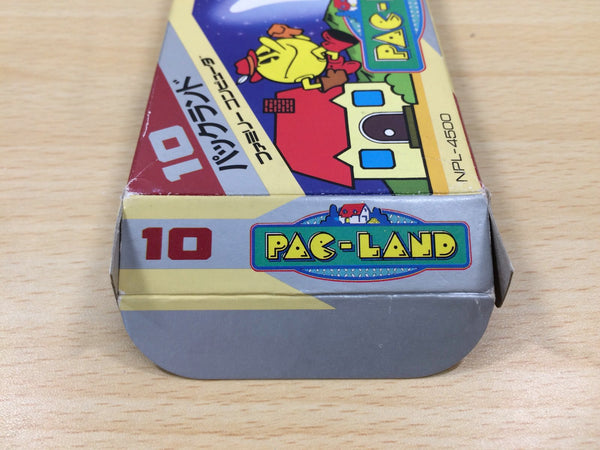 PAC-
10
パックランド
ファミリーコンピュータ
NPL-4500
10
PAC-LAND